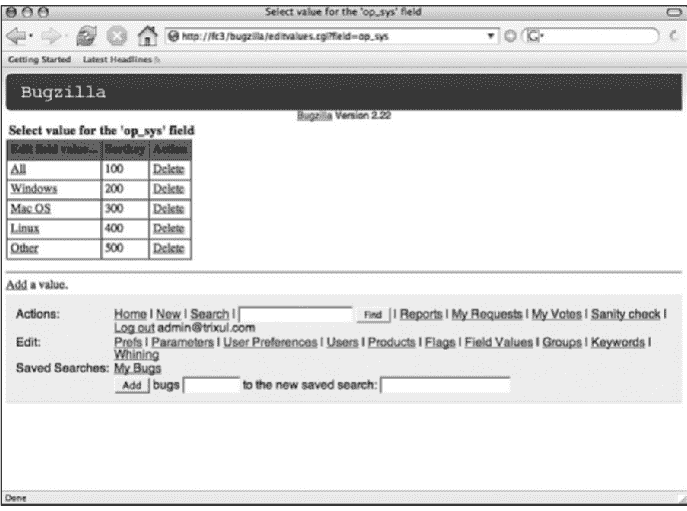 Select value for the 'op_sys' field
http://fc3/bugzilla/editvalues.cgi?field=op_sys
Getting Started Latest Headlines
Bugzilla
Bugzilla Version 2.22
Select value for the 'op_sys' field
Edit field value... Sortkey Action
All 100 Delete
Windows 200 Delete
Mac OS 300 Delete
Linux 400 Delete
Other 500 Delete
Add a value.
Actions: Home | New | Search | Find | Reports | My Requests | My Votes | Sanity check |
Log out admin@trixul.com
Edit: Prefs | Parameters | User Preferences | Users | Products | Flags | Field Values | Groups | Keywords |
Whining
Saved Searches: My Bugs
Add bugs to the new saved search:
Done